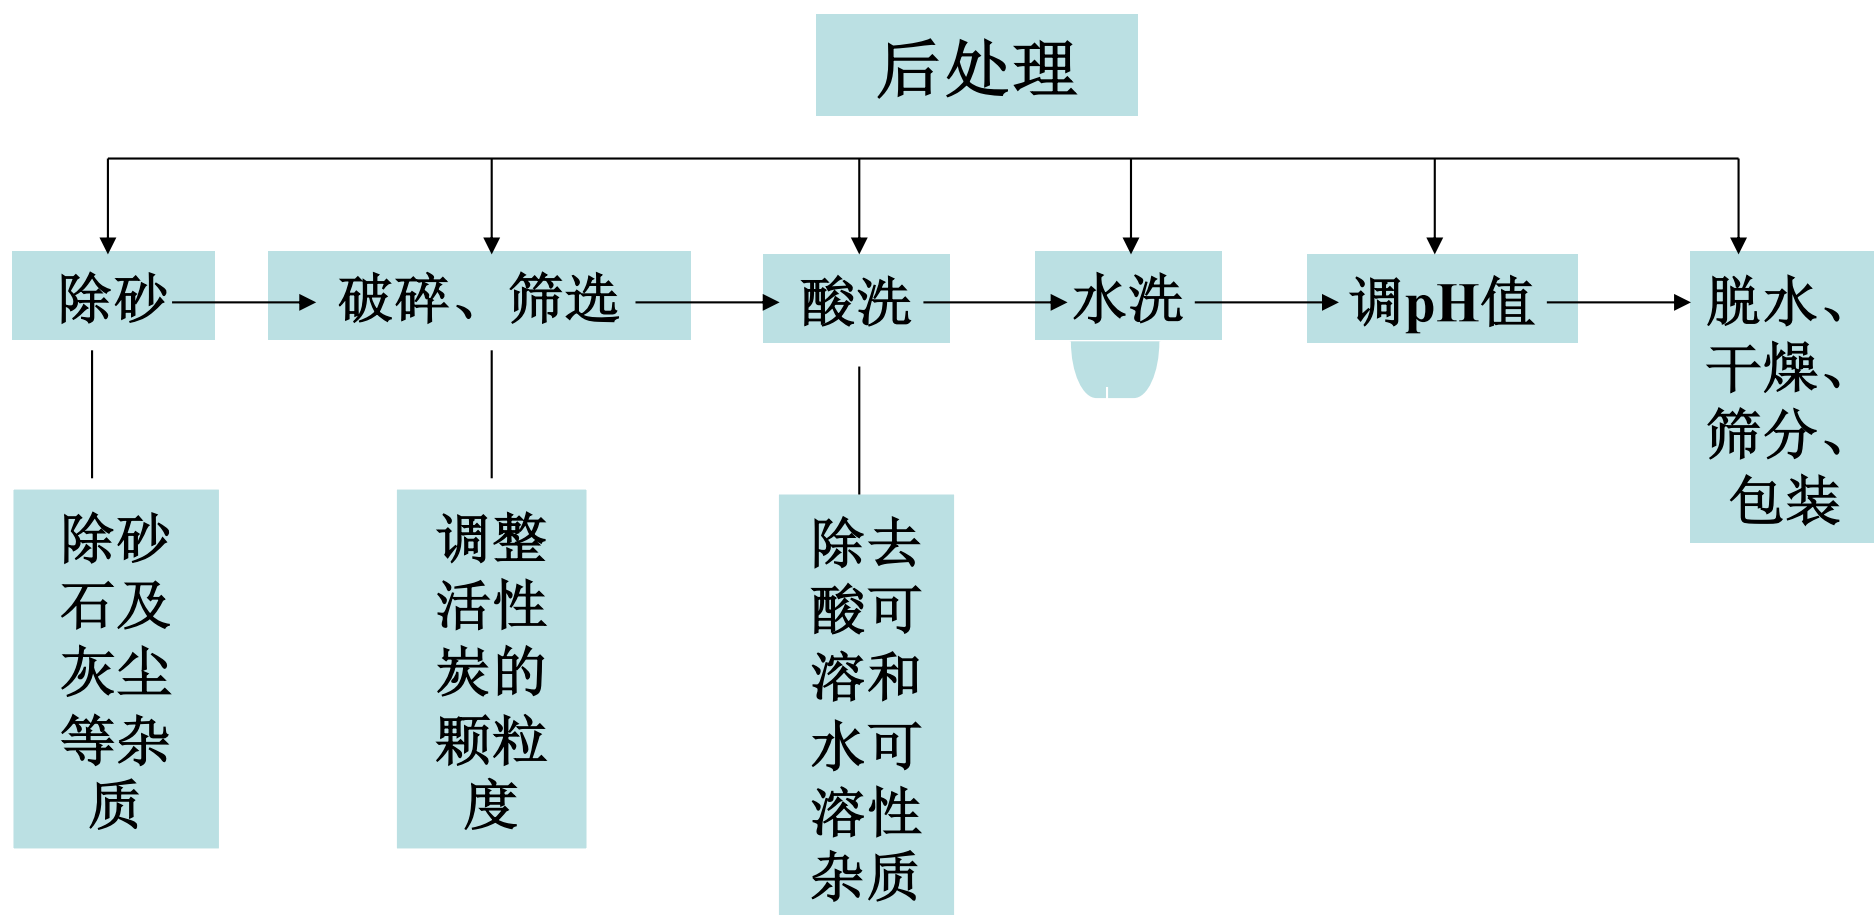 后处理
除砂
破碎、筛选
酸洗
水洗
调pH值
脱水、
干燥、
筛分、
包装
除砂
石及
灰尘
等杂
质
调整
活性
炭的
颗粒
度
除去
酸可
溶和
水可
溶性
杂质